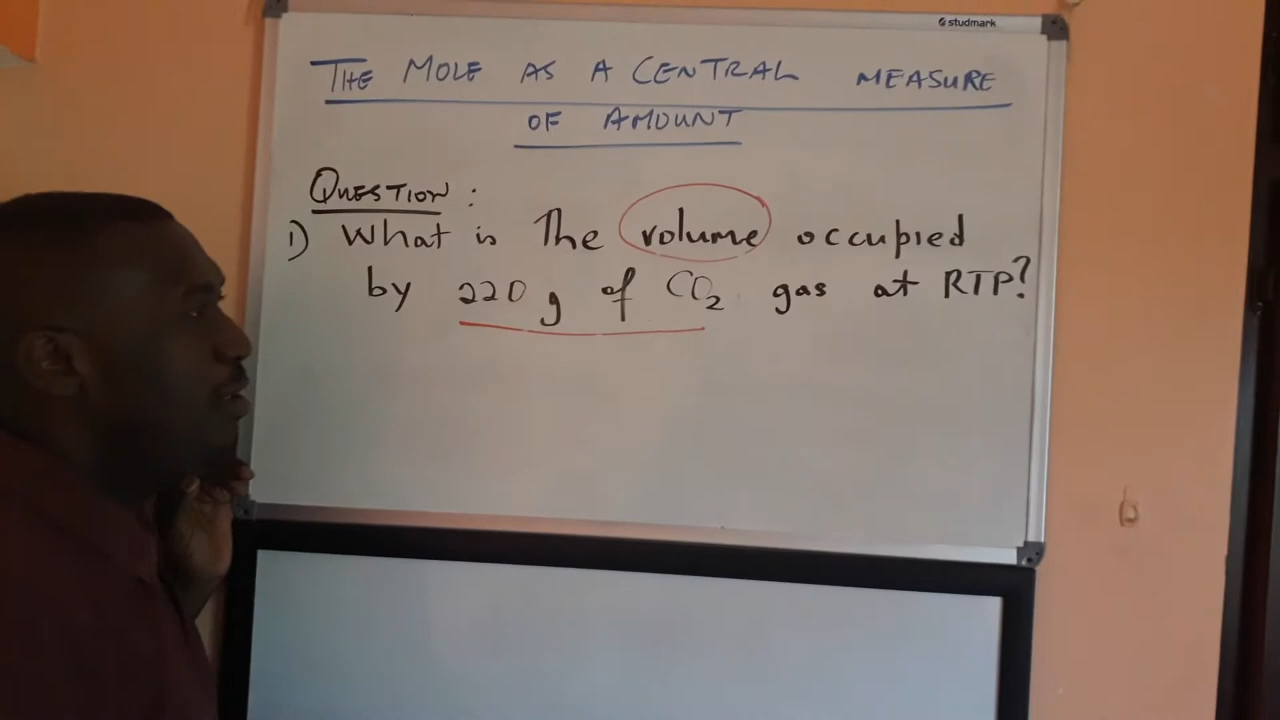 studmark
THE MOLE AS A CENTRAL MEASURE
OF AMOUNT
QUESTION :
1) What is The volume occupied
by 220 g of CO₂ gas at RTP?